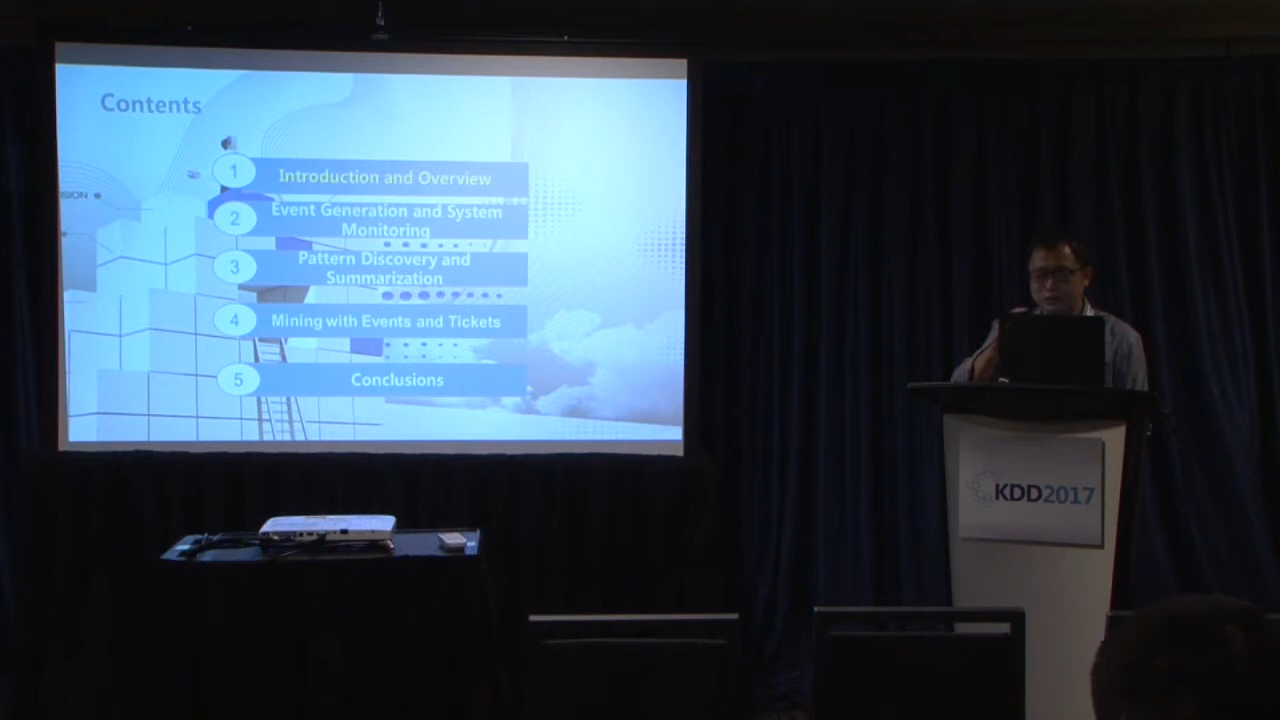 Contents
SION
1
Introduction and Overview
2
Event Generation and System
Monitoring
3
Pattern Discovery and
Summarization
4
Mining with Events and Tickets
5
Conclusions
KDD2017